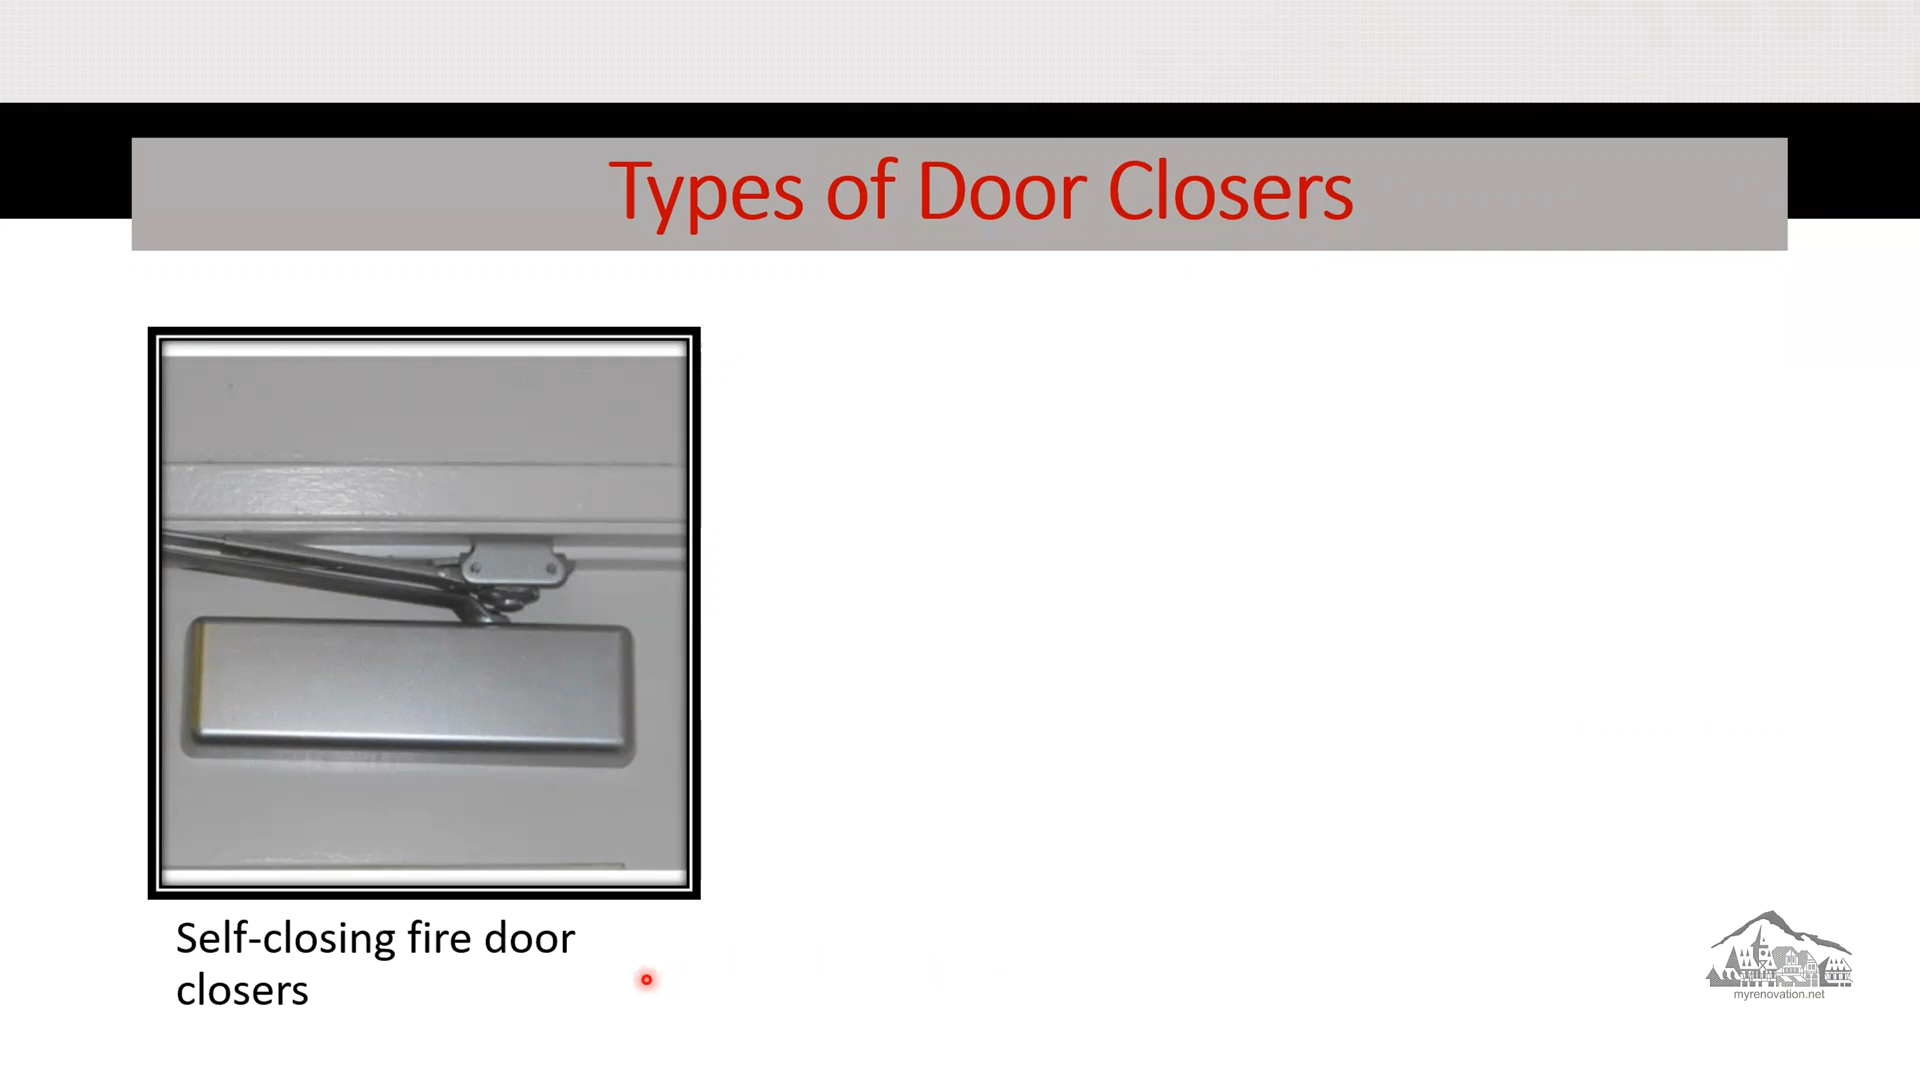 Types of Door Closers
Self-closing fire door
closers
myrenovation.net